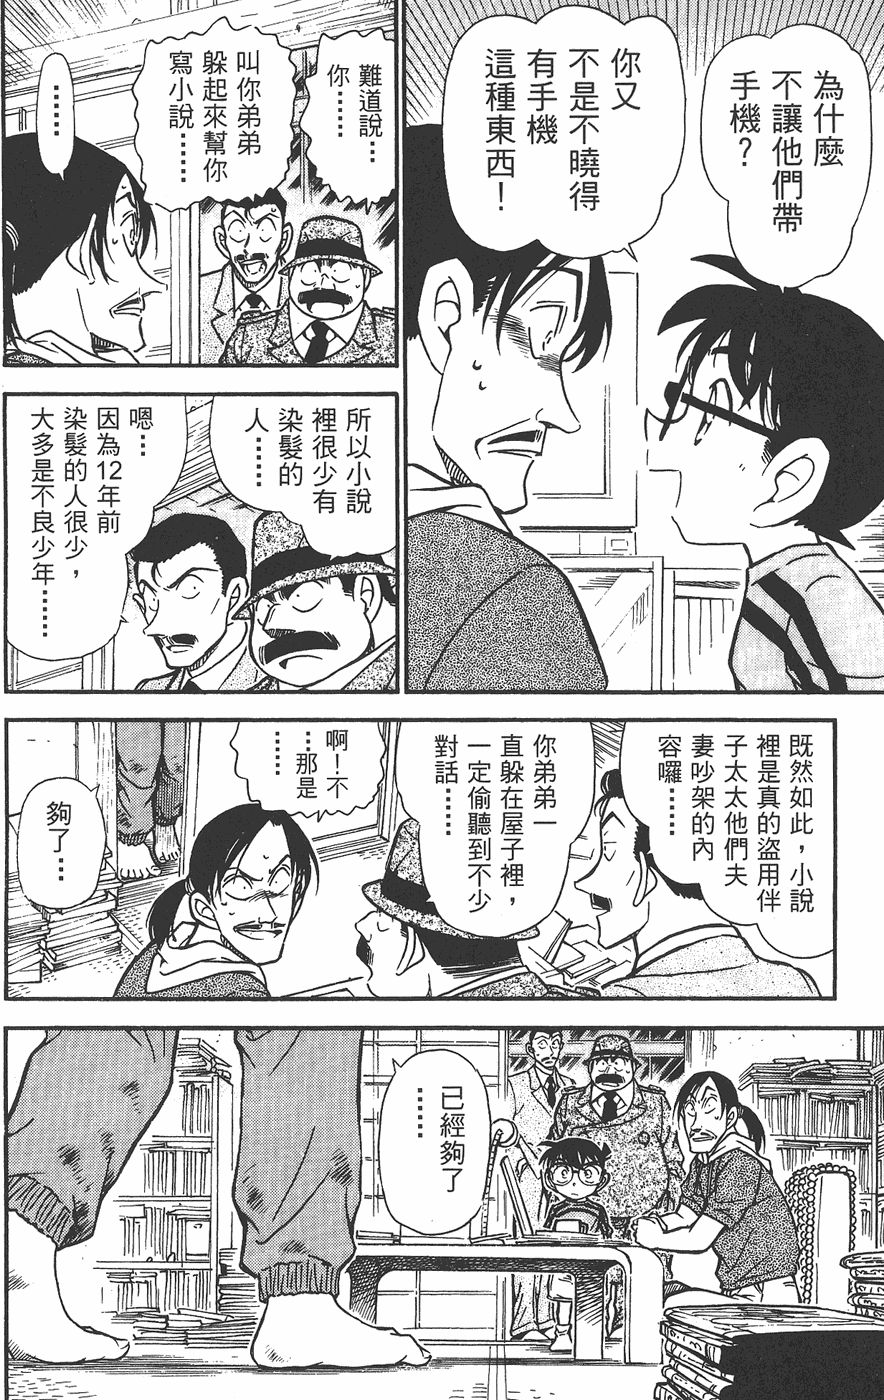 為什麼
不讓他們帶
手機？
你又
不是不曉得
有手機
這種東西！
難道說…
你……
叫你弟弟
躲起來幫你
寫小說……
……
所以小說
裡很少有
染髮的
人……
嗯…
因為12年前
染髮的人很少，
大多是不良少年……
既然如此，小說
裡是真的盜用伴
子太太他們夫
妻吵架的內
容囉……
你弟弟一
直躲在屋子裡，
一定偷聽到不少
對話……
啊！不
…那是
……
夠了…
已經夠了
……